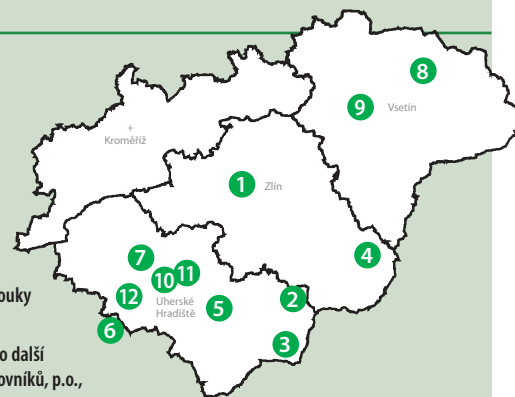 8
9
Vsetín
+
Kroměříž
1
Zlín
4
7
11
10
ouky
2
12
Uherské
Hradiště
5
6
3
o další
ovníků, p.o.,